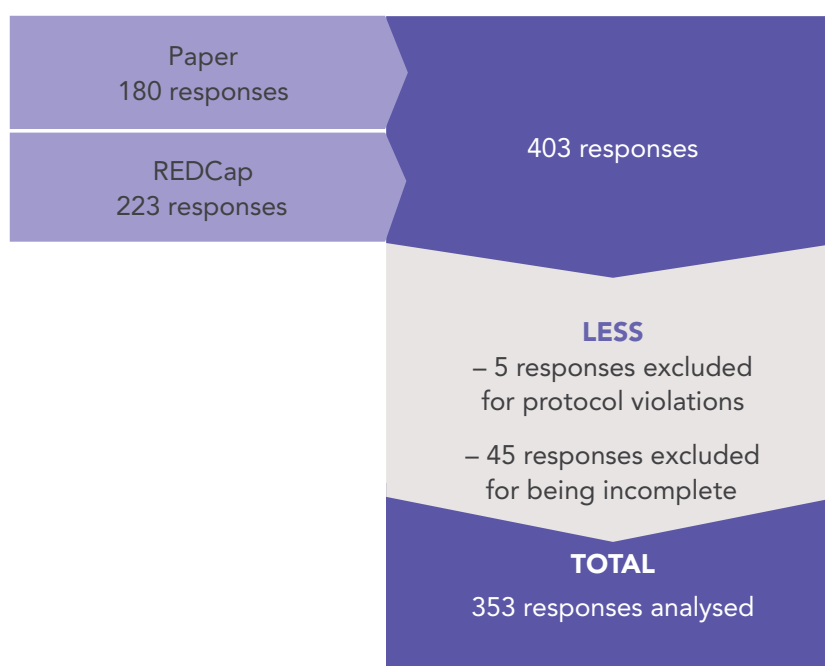 Paper
180 responses
REDCap
223 responses
403 responses
LESS
– 5 responses excluded
for protocol violations
– 45 responses excluded
for being incomplete
TOTAL
353 responses analysed